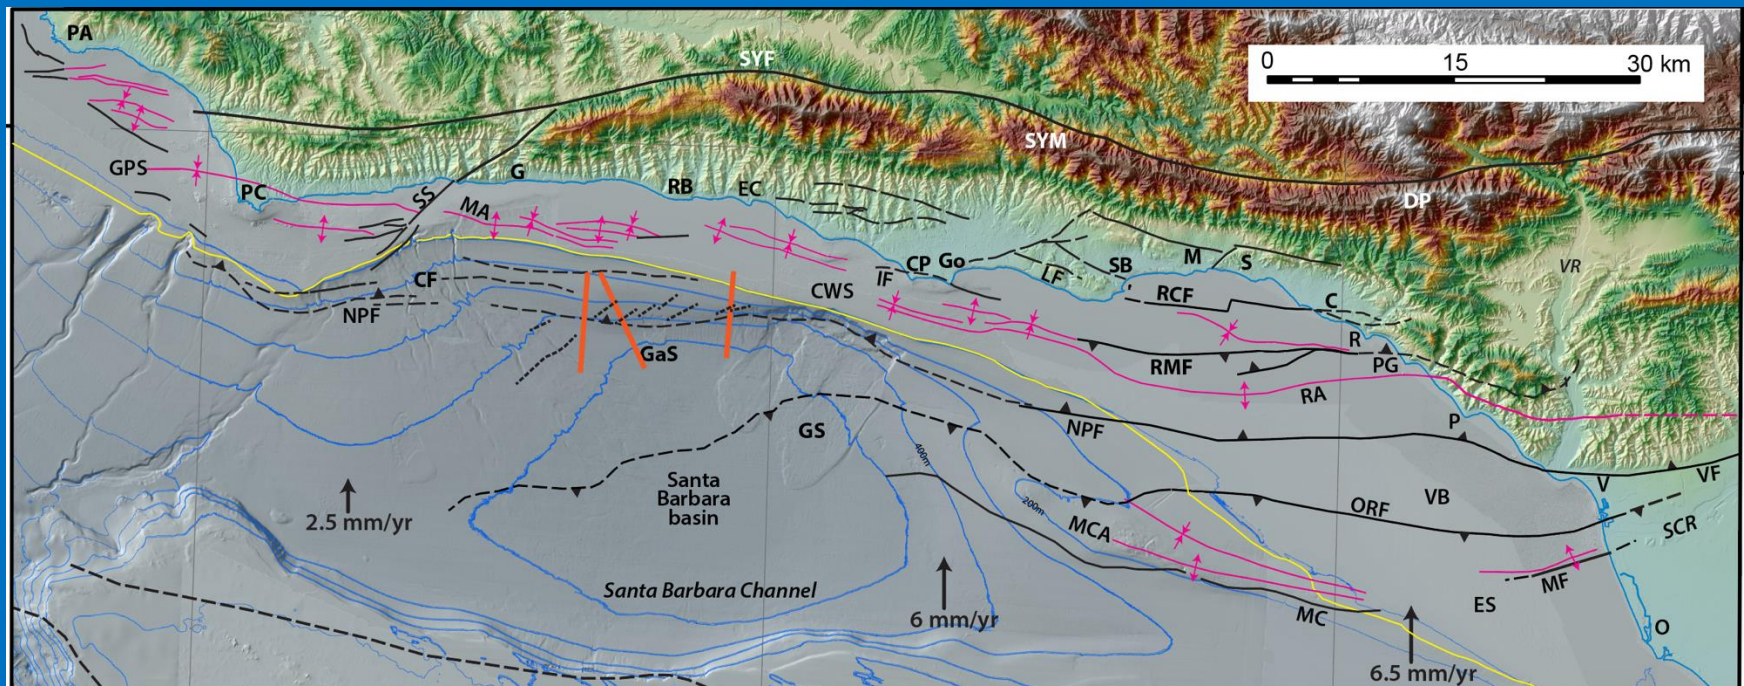 PA
SYF
0 15 30 km
SYM
GPS
PC
SS
G
MA
RB
EC
DP
VR
CP
Go
IF
LF
SB
M
S
CF
NPF
CWS
RCF
C
R
RMF
PG
GaS
RA
GS
NPF
P
400m
Santa
Barbara
basin
200m
MCA
ORF
VB
V
VF
SCR
2.5 mm/yr
Santa Barbara Channel
6 mm/yr
MC
ES
MF
O
6.5 mm/yr